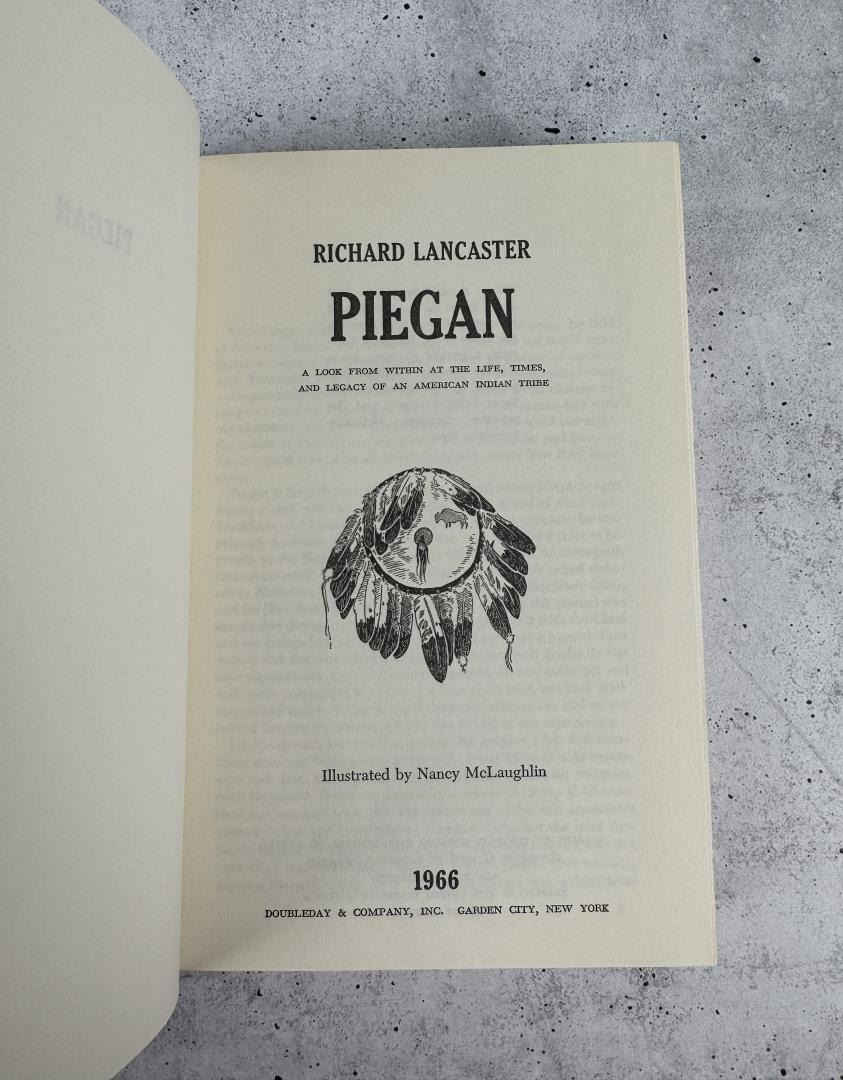 PIEGAN
RICHARD LANCASTER
PIEGAN
A LOOK FROM WITHIN AT THE LIFE, TIMES,
AND LEGACY OF AN AMERICAN INDIAN TRIBE
Illustrated by Nancy McLaughlin
1966
DOUBLEDAY & COMPANY, INC. GARDEN CITY, NEW YORK